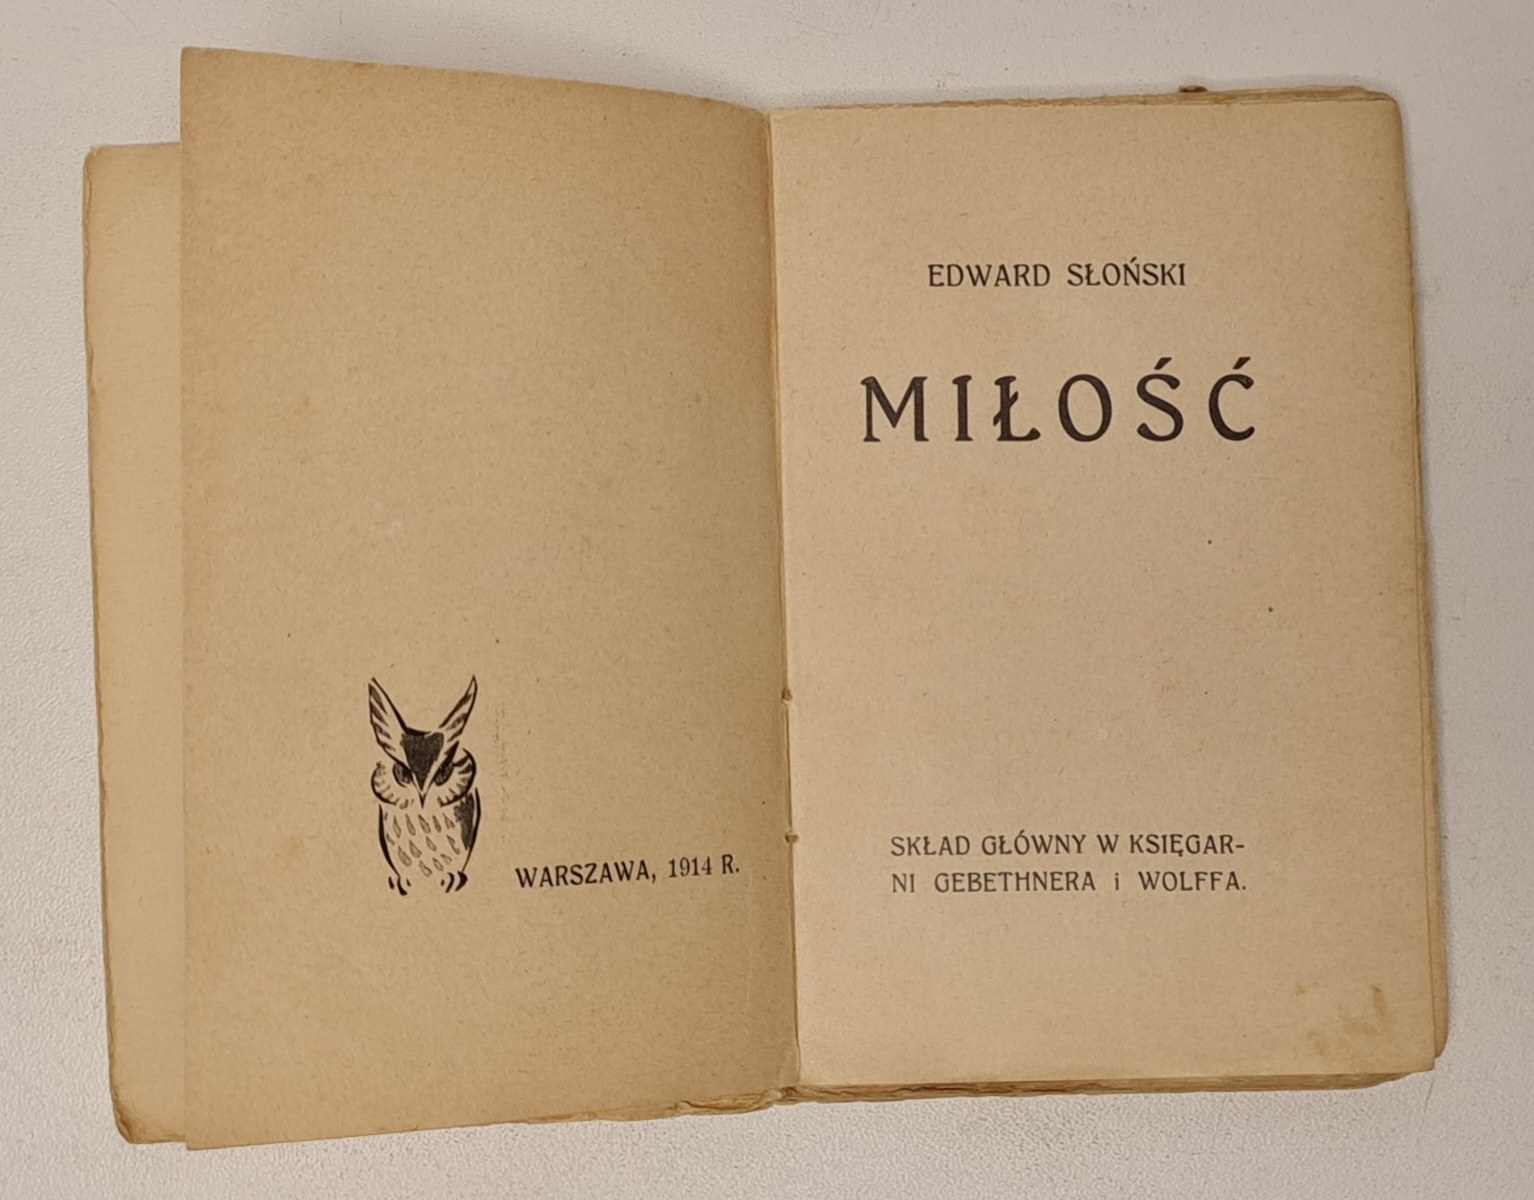 WARSZAWA, 1914 R.
EDWARD SŁOŃSKI
MIŁOŚĆ
SKŁAD GŁÓWNY W KSIĘGAR-
NI GEBETHNERA i WOLFFA.